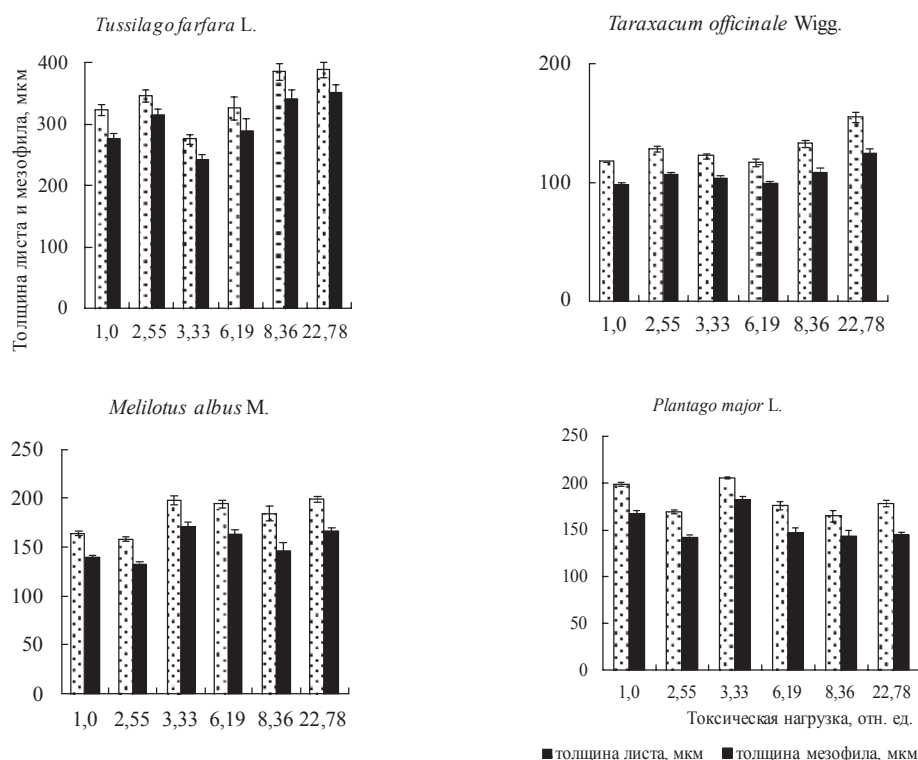 Tussilago farfara L.
Толщина листа и мезофила, мкм
400
300
200
100
0
1,0 2,55 3,33 6,19 8,36 22,78
Taraxacum officinale Wigg.
200
100
0
1,0 2,55 3,33 6,19 8,36 22,78
Melilotus albus M.
250
200
150
100
50
0
1,0 2,55 3,33 6,19 8,36 22,78
Plantago major L.
250
200
150
100
50
0
1,0 2,55 3,33 6,19 8,36 22,78
Токсическая нагрузка, отн. ед.
толщина листа, мкм толщина мезофила, мкм